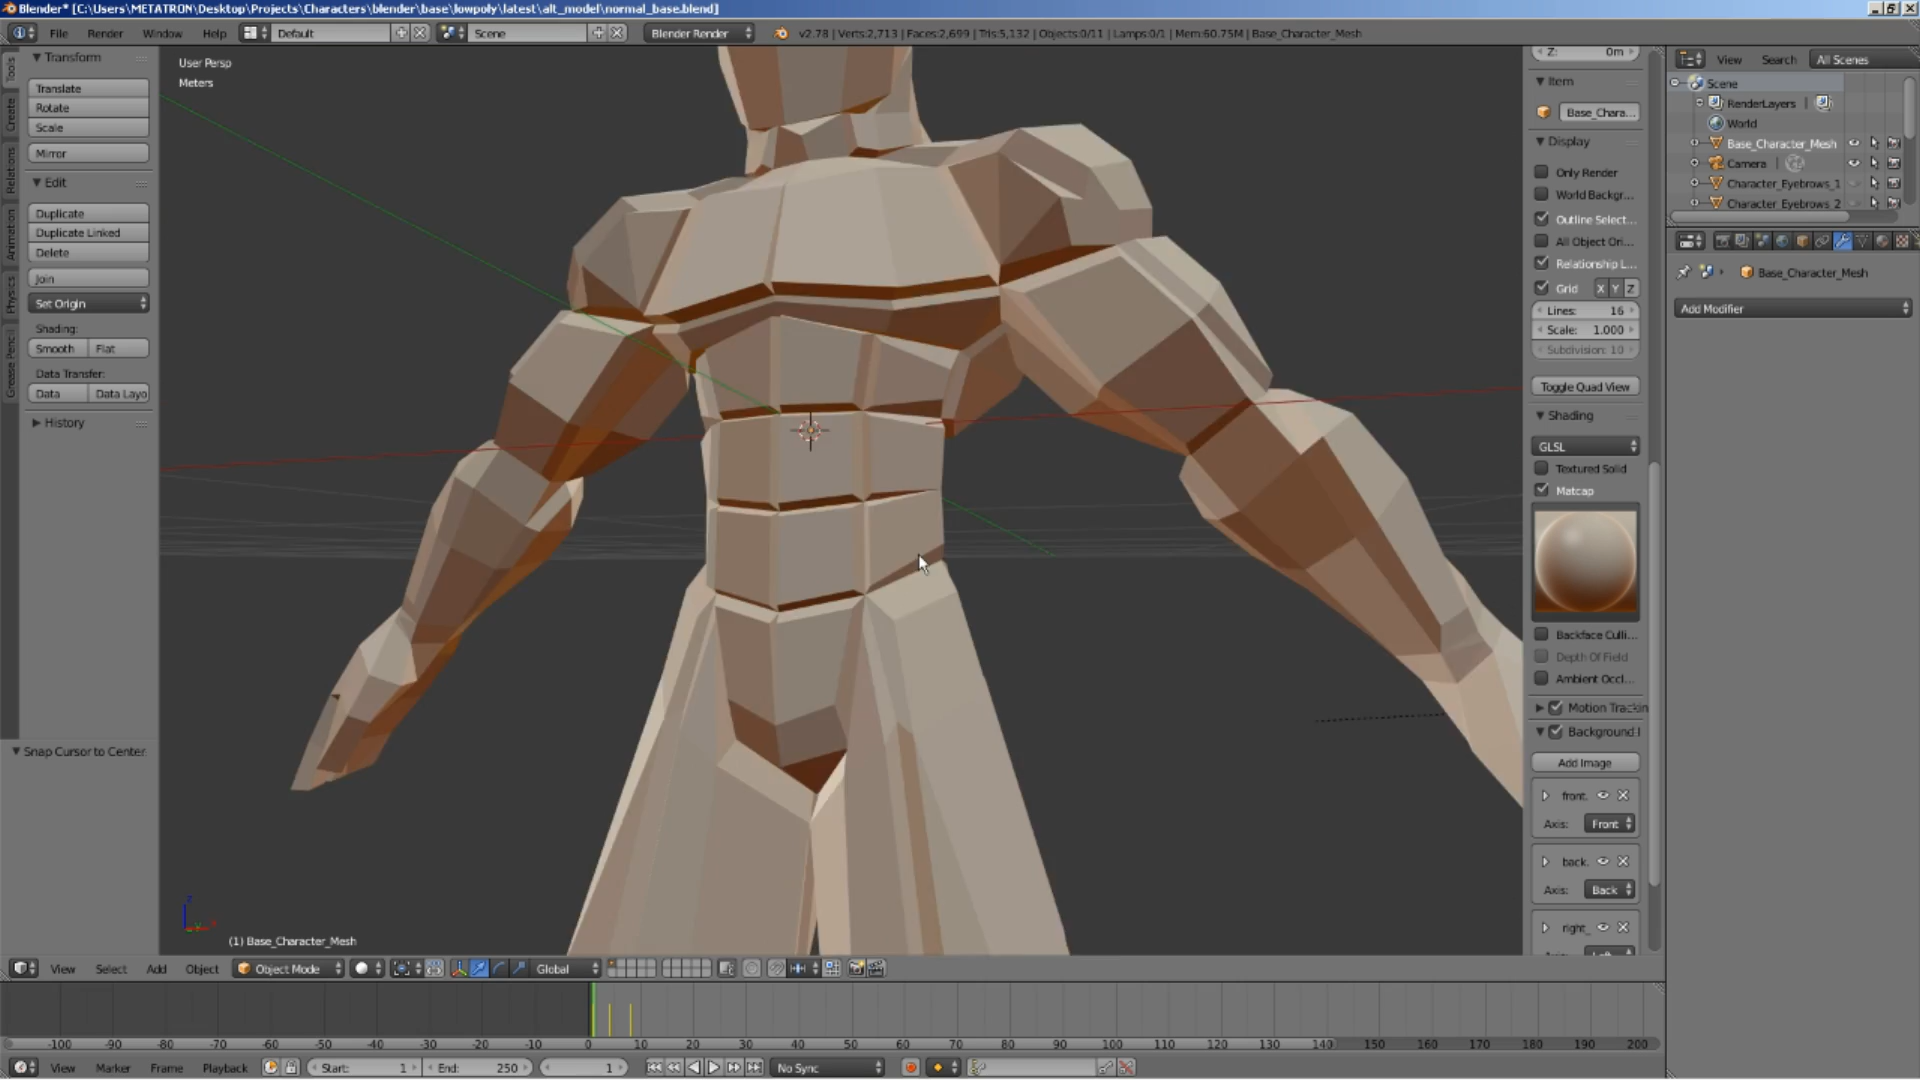 Blender* [C:\Users\METATRON\Desktop\Projects\Characters\blender\base\lowpoly\latest\alt_model\normal_base.blend]
File Render Window Help Default Scene Blender Render v2.78 | Verts:2,713 | Faces:2,699 | Tris:5,132 | Objects:0/11 | Lamps:0/1 | Mem:60.75M | Base_Character_Mesh
Tools
Create
Relations
Animation
Physics
Grease Pencil
Transform
Translate
Rotate
Scale
Mirror
Edit
Duplicate
Duplicate Linked
Delete
Join
Set Origin
Shading:
Smooth Flat
Data Transfer:
Data Data Layo
History
Snap Cursor to Center
User Persp
Meters
(1) Base_Character_Mesh
Z: 0m
Item
Base_Chara...
Display
Only Render
World Backgr...
Outline Select...
All Object Ori...
Relationship L...
Grid X Y Z
Lines: 16
Scale: 1.000
Subdivision: 10
Toggle Quad View
Shading
GLSL
Textured Solid
Matcap
Backface Culli...
Depth Of Field
Ambient Occl...
Motion Trackin
Background I
Add Image
front.
Axis: Front
back.
Axis: Back
right_
View Search All Scenes
Scene
RenderLayers
World
Base_Character_Mesh
Camera
Character_Eyebrows_1
Character_Eyebrows_2
Base_Character_Mesh
Add Modifier
View Select Add Object Object Mode Global
-100 -90 -80 -70 -60 -50 -40 -30 -20 -10 0 10 20 30 40 50 60 70 80 90 100 110 120 130 140 150 160 170 180 190 200
View Marker Frame Playback Start: 1 End: 250 1 No Sync